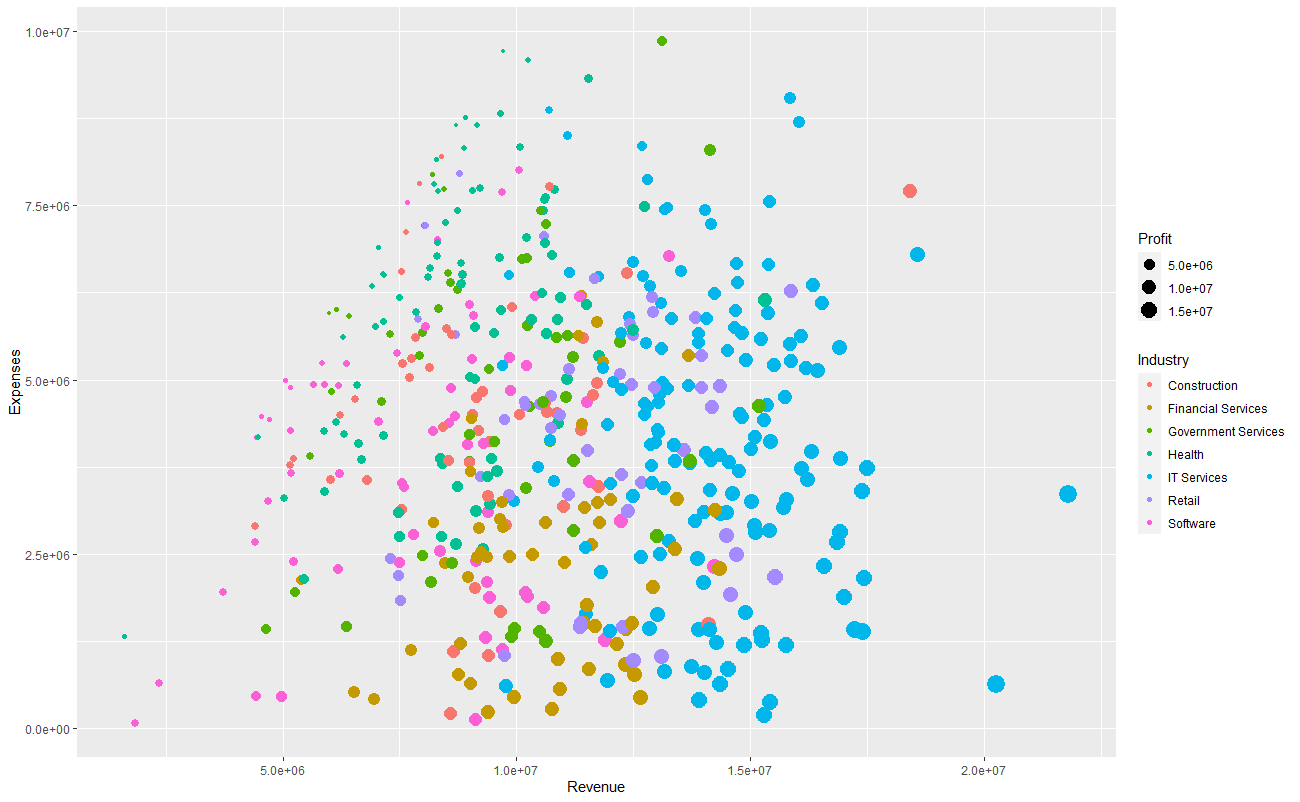 1.0e+07
7.5e+06
5.0e+06
2.5e+06
0.0e+00
Expenses
5.0e+06
1.0e+07
1.5e+07
2.0e+07
Revenue
Profit
5.0e+06
1.0e+07
1.5e+07
Industry
Construction
Financial Services
Government Services
Health
IT Services
Retail
Software